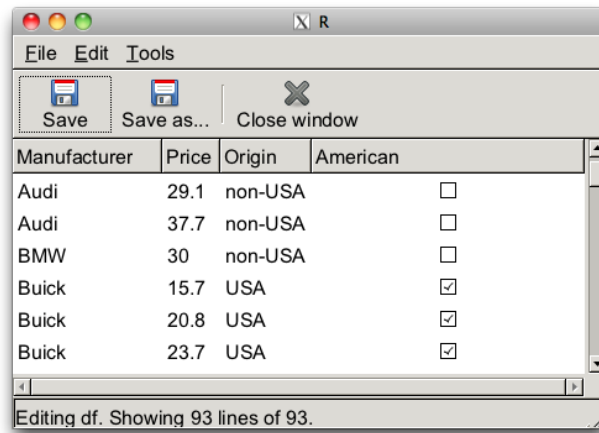 X R
File Edit Tools
Save Save as... Close window
Manufacturer Price Origin American
Audi 29.1 non-USA
Audi 37.7 non-USA
BMW 30 non-USA
Buick 15.7 USA
Buick 20.8 USA
Buick 23.7 USA
Editing df. Showing 93 lines of 93.